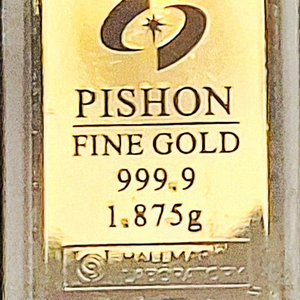 PISHON
FINE GOLD
999.9
1.875g
HALLMARK
LABORATORY